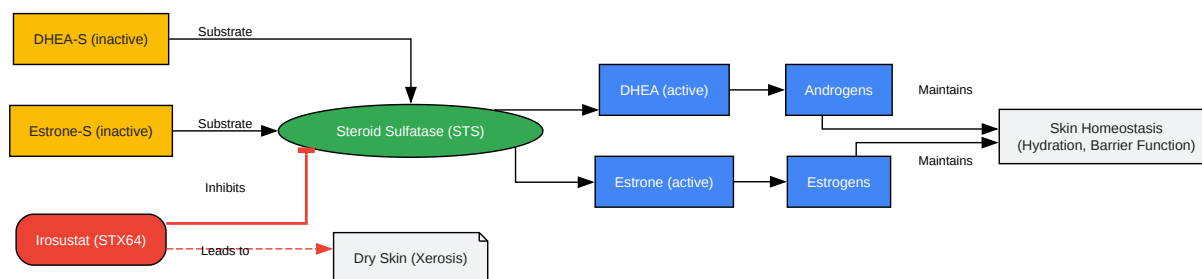 DHEA-S (inactive)
Substrate
DHEA (active)
Androgens
Maintains
Estrone-S (inactive)
Substrate
Steroid Sulfatase (STS)
Skin Homeostasis
(Hydration, Barrier Function)
Maintains
Estrone (active)
Estrogens
Inhibits
Irosustat (STX64)
Leads to
Dry Skin (Xerosis)